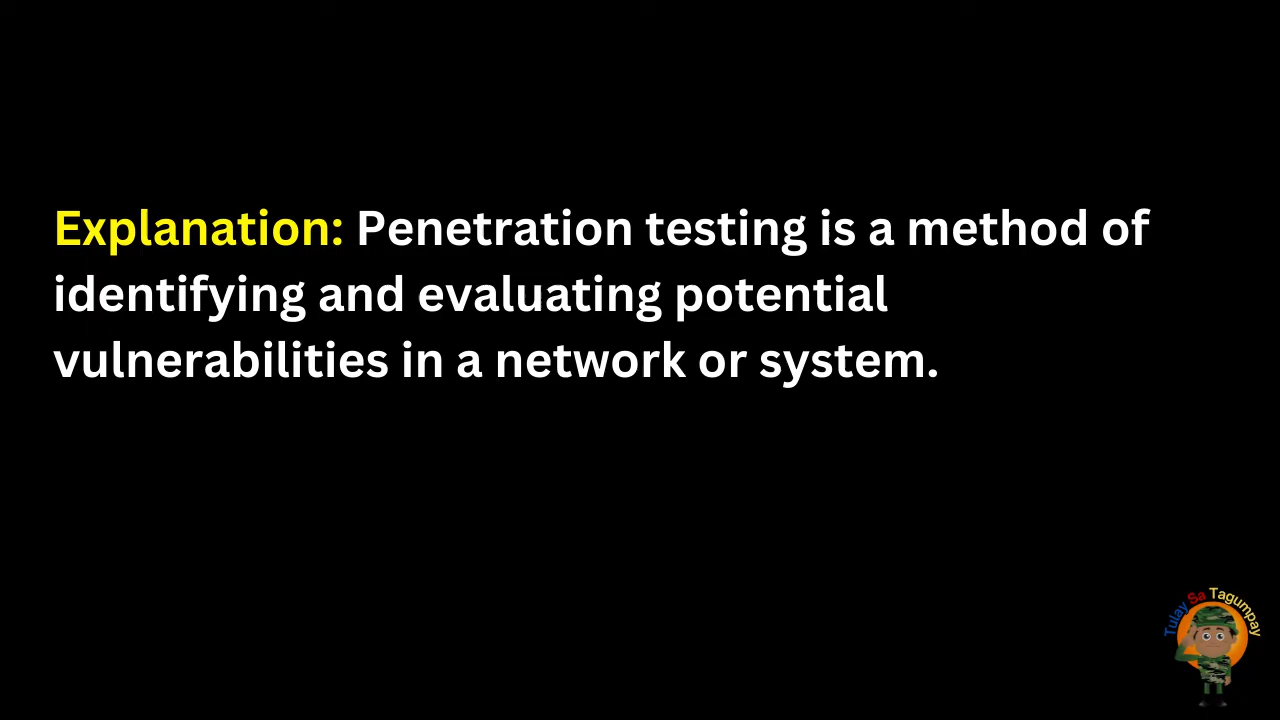 Explanation: Penetration testing is a method of
identifying and evaluating potential
vulnerabilities in a network or system.
Tulay Sa Tagumpay